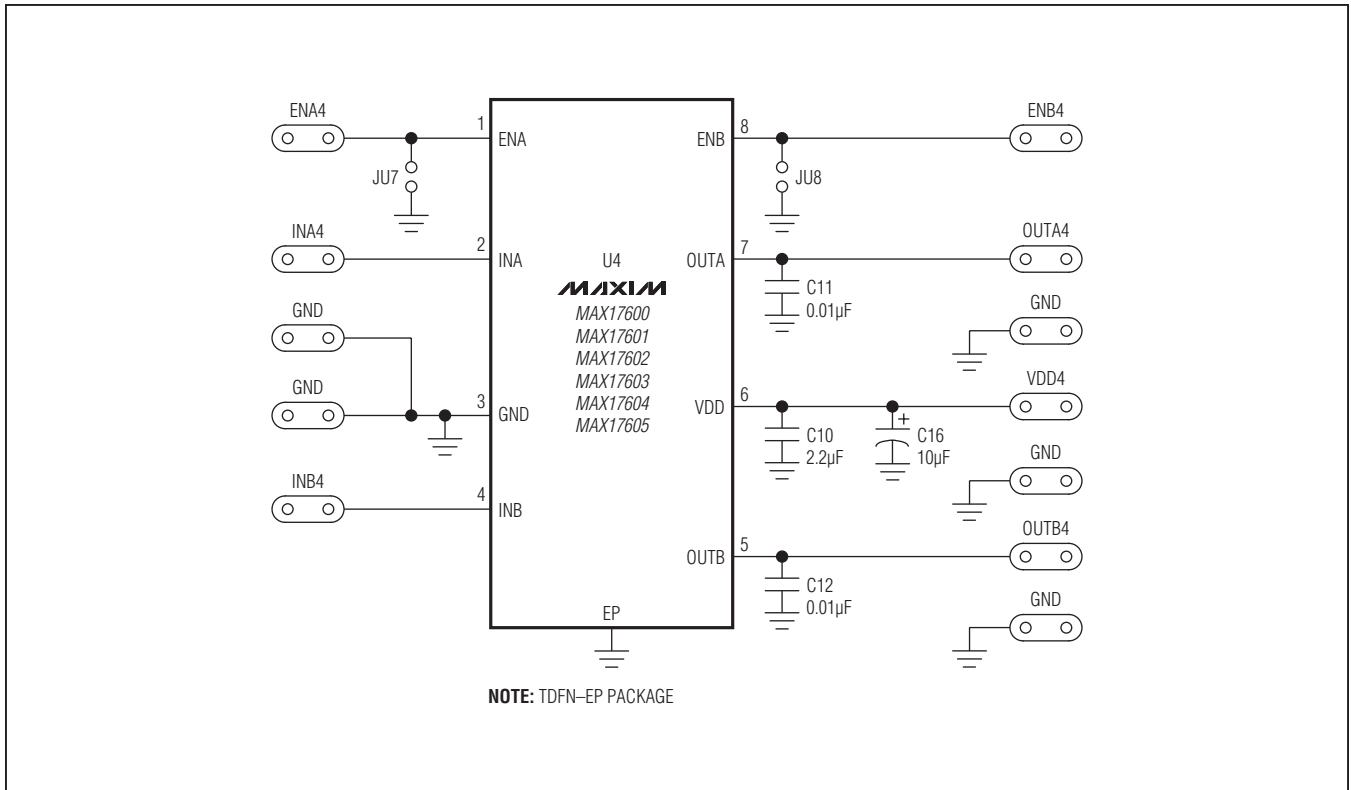 ENA4
1
ENA
JU7
INA4
2
INA
GND
GND
3
GND
INB4
4
INB
U4
MAXIM
MAX17600
MAX17601
MAX17602
MAX17603
MAX17604
MAX17605
EP
ENB
8
ENB4
JU8
OUTA
7
OUTA4
C11
0.01µF
GND
VDD
6
VDD4
C10
2.2µF
+
C16
10µF
GND
OUTB
5
OUTB4
C12
0.01µF
GND
NOTE: TDFN–EP PACKAGE